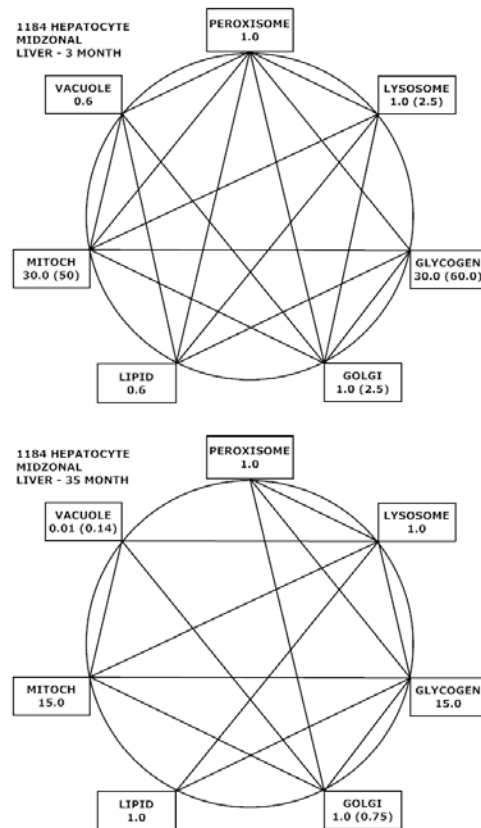 1184 HEPATOCYTE
MIDZONAL
LIVER - 3 MONTH
PEROXISOME
1.0
VACUOLE
0.6
LYSOSOME
1.0 (2.5)
MITOCH
30.0 (50)
GLYCOGEN
30.0 (60.0)
LIPID
0.6
GOLGI
1.0 (2.5)
1184 HEPATOCYTE
MIDZONAL
LIVER - 35 MONTH
PEROXISOME
1.0
VACUOLE
0.01 (0.14)
LYSOSOME
1.0
MITOCH
15.0
GLYCOGEN
15.0
LIPID
1.0
GOLGI
1.0 (0.75)